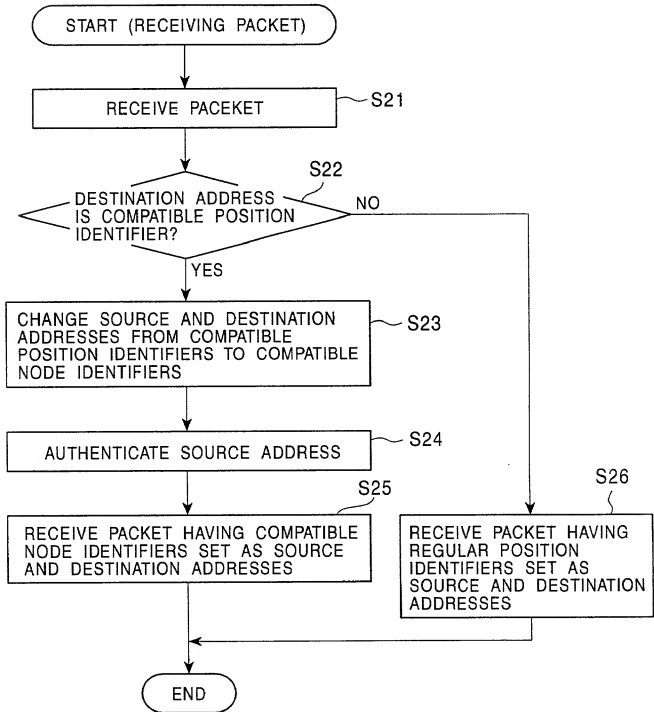 START (RECEIVING PACKET)
RECEIVE PACEKET
S21
S22
DESTINATION ADDRESS
IS COMPATIBLE POSITION
IDENTIFIER?
NO
YES
CHANGE SOURCE AND DESTINATION
ADDRESSES FROM COMPATIBLE
POSITION IDENTIFIERS TO COMPATIBLE
NODE IDENTIFIERS
S23
AUTHENTICATE SOURCE ADDRESS
S24
S25
RECEIVE PACKET HAVING COMPATIBLE
NODE IDENTIFIERS SET AS SOURCE
AND DESTINATION ADDRESSES
S26
RECEIVE PACKET HAVING
REGULAR POSITION
IDENTIFIERS SET AS
SOURCE AND DESTINATION
ADDRESSES
END